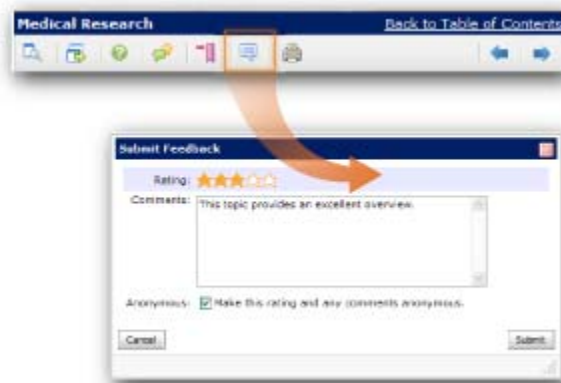 Medical Research Back to Table of Contents
Submit Feedback
Rating:
Comments: This topic provides an excellent overview.
Anonymous: Make this rating and any comments anonymous.
Cancel Submit